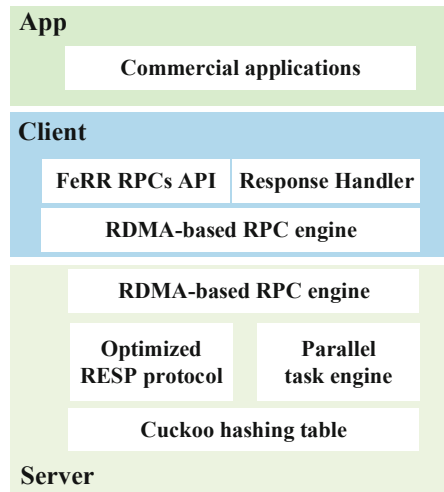 App
Commercial applications
Client
FeRR RPCs API
Response Handler
RDMA-based RPC engine
RDMA-based RPC engine
Optimized
RESP protocol
Parallel
task engine
Cuckoo hashing table
Server